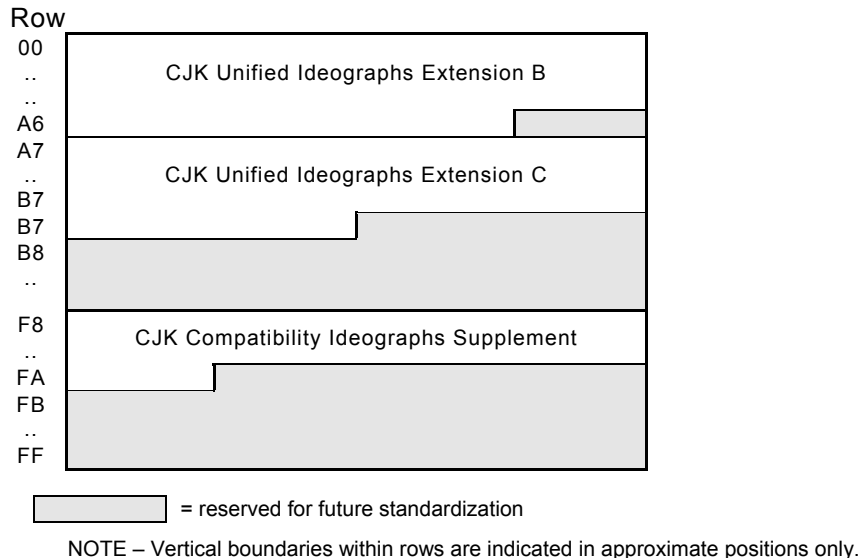 Row
00
..
CJK Unified Ideographs Extension B
..
A6
A7
..
CJK Unified Ideographs Extension C
B7
B7
B8
..
F8
CJK Compatibility Ideographs Supplement
..
FA
FB
..
FF
= reserved for future standardization
NOTE – Vertical boundaries within rows are indicated in approximate positions only.